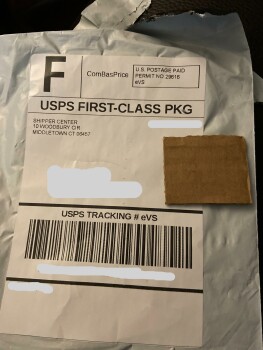 F
ComBasPrice
U.S. POSTAGE PAID
PERMIT NO 29616
eVS
USPS FIRST-CLASS PKG
SHIPPER CENTER
10 WOODBURY CIR
MIDDLETOWN CT 06457
USPS TRACKING # eVS